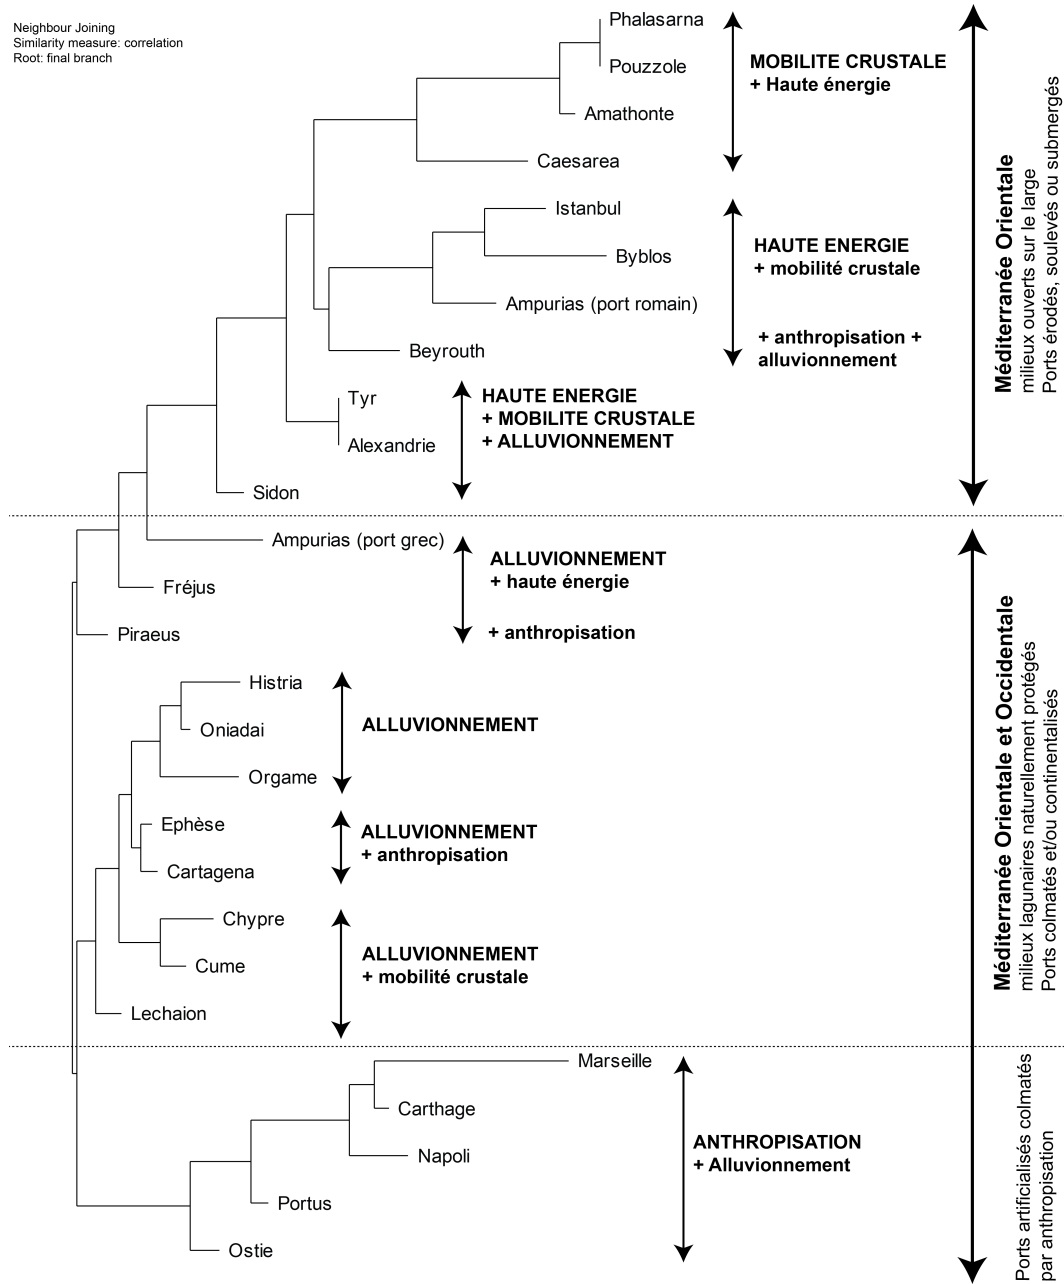 Neighbour Joining
Similarity measure: correlation
Root: final branch
Phalasarna
Pouzzole
Amathonte
Caesarea
MOBILITE CRUSTALE
+ Haute énergie
Istanbul
Byblos
Ampurias (port romain)
Beyrouth
HAUTE ENERGIE
+ mobilité crustale
+ anthropisation +
alluvionnement
Tyr
Alexandrie
Sidon
HAUTE ENERGIE
+ MOBILITE CRUSTALE
+ ALLUVIONNEMENT
Méditerranée Orientale
milieux ouverts sur le large
Ports érodés, soulevés ou submergés
Ampurias (port grec)
Fréjus
Piraeus
ALLUVIONNEMENT
+ haute énergie
+ anthropisation
Histria
Oniadai
Orgame
ALLUVIONNEMENT
Ephèse
Cartagena
ALLUVIONNEMENT
+ anthropisation
Chypre
Cume
Lechaion
ALLUVIONNEMENT
+ mobilité crustale
Méditerranée Orientale et Occidentale
milieux lagunaires naturellement protégés
Ports colmatés et/ou continentalisés
Marseille
Carthage
Napoli
Portus
Ostie
ANTHROPISATION
+ Alluvionnement
Ports artificialisés colmatés
par anthropisation